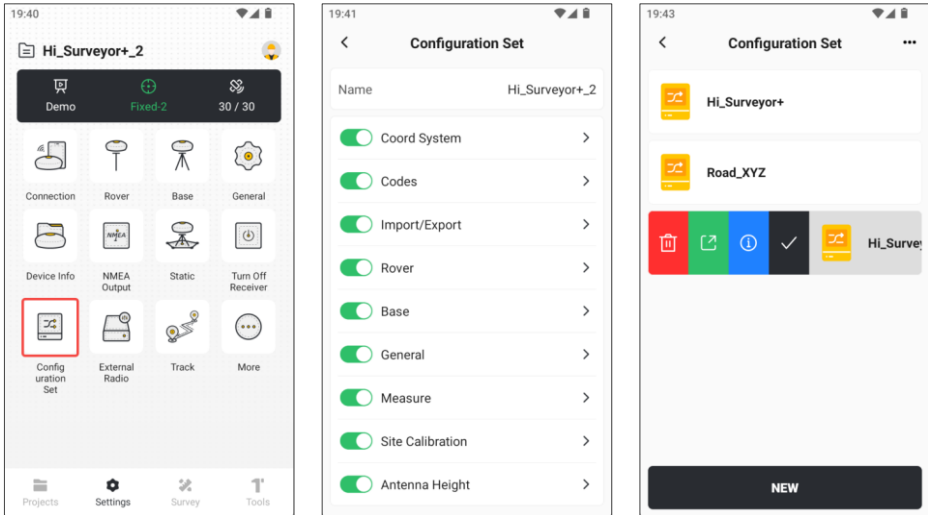 19:40
Hi_Surveyor+_2
Demo
Fixed-2
30 / 30
Connection
Rover
Base
General
NMEA
Device Info
NMEA
Output
Static
Turn Off
Receiver
Config
uration
Set
External
Radio
Track
More
Projects
Settings
Survey
Tools
19:41
Configuration Set
Name
Hi_Surveyor+_2
Coord System
Codes
Import/Export
Rover
Base
General
Measure
Site Calibration
Antenna Height
19:43
Configuration Set
Hi_Surveyor+
Road_XYZ
Hi_Survey
NEW